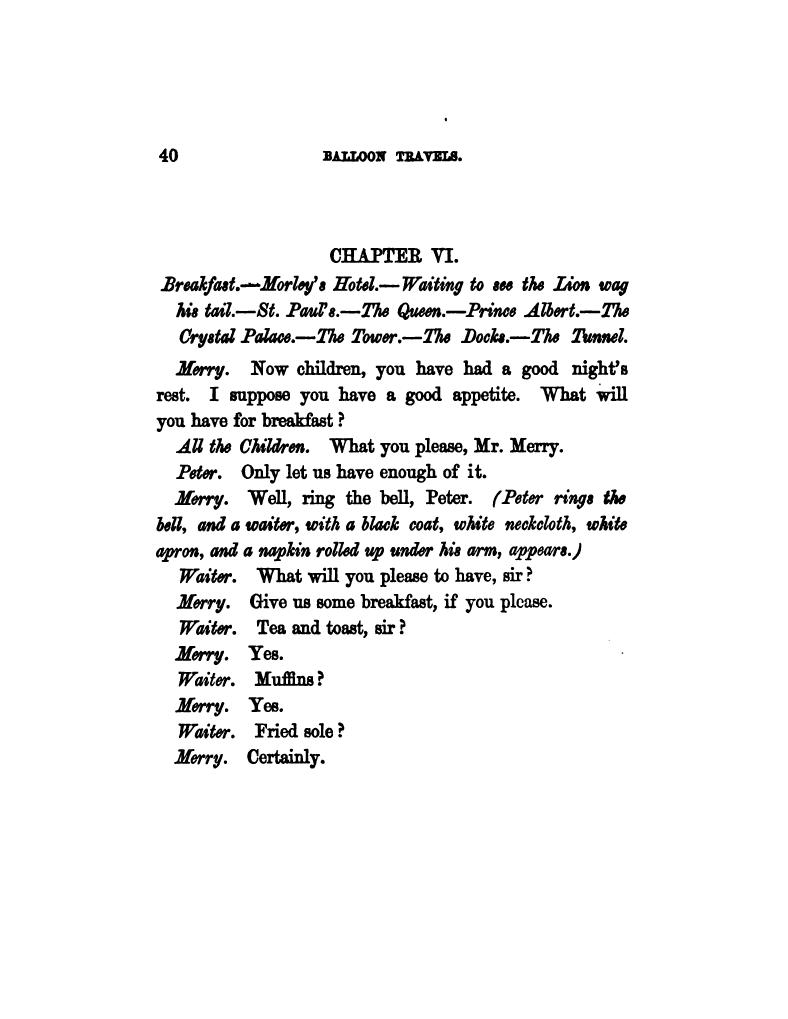 40 BALLOON TRAVELS.
CHAPTER VI.
Breakfast.—Morley's Hotel.—Waiting to see the Lion wag
his tail.—St. Paul's.—The Queen.—Prince Albert.—The
Crystal Palace.—The Tower.—The Docks.—The Tunnel.
Merry. Now children, you have had a good night's
rest. I suppose you have a good appetite. What will
you have for breakfast?
All the Children. What you please, Mr. Merry.
Peter. Only let us have enough of it.
Merry. Well, ring the bell, Peter. (Peter rings the
bell, and a waiter, with a black coat, white neckcloth, white
apron, and a napkin rolled up under his arm, appears.)
Waiter. What will you please to have, sir?
Merry. Give us some breakfast, if you please.
Waiter. Tea and toast, sir?
Merry. Yes.
Waiter. Muffins?
Merry. Yes.
Waiter. Fried sole?
Merry. Certainly.